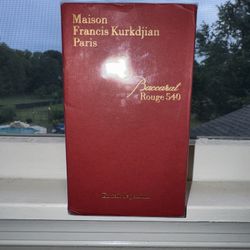 Maison
Francis Kurkdjian
Paris
Baccarat
Rouge 540